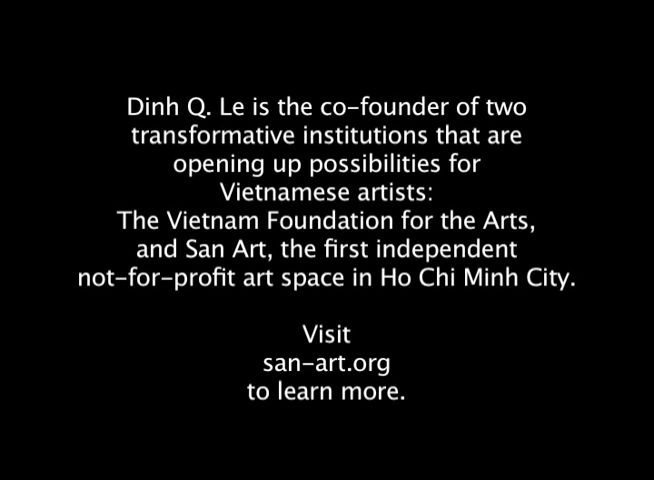 Dinh Q. Le is the co-founder of two
transformative institutions that are
opening up possibilities for
Vietnamese artists:
The Vietnam Foundation for the Arts,
and San Art, the first independent
not-for-profit art space in Ho Chi Minh City.
Visit
san-art.org
to learn more.